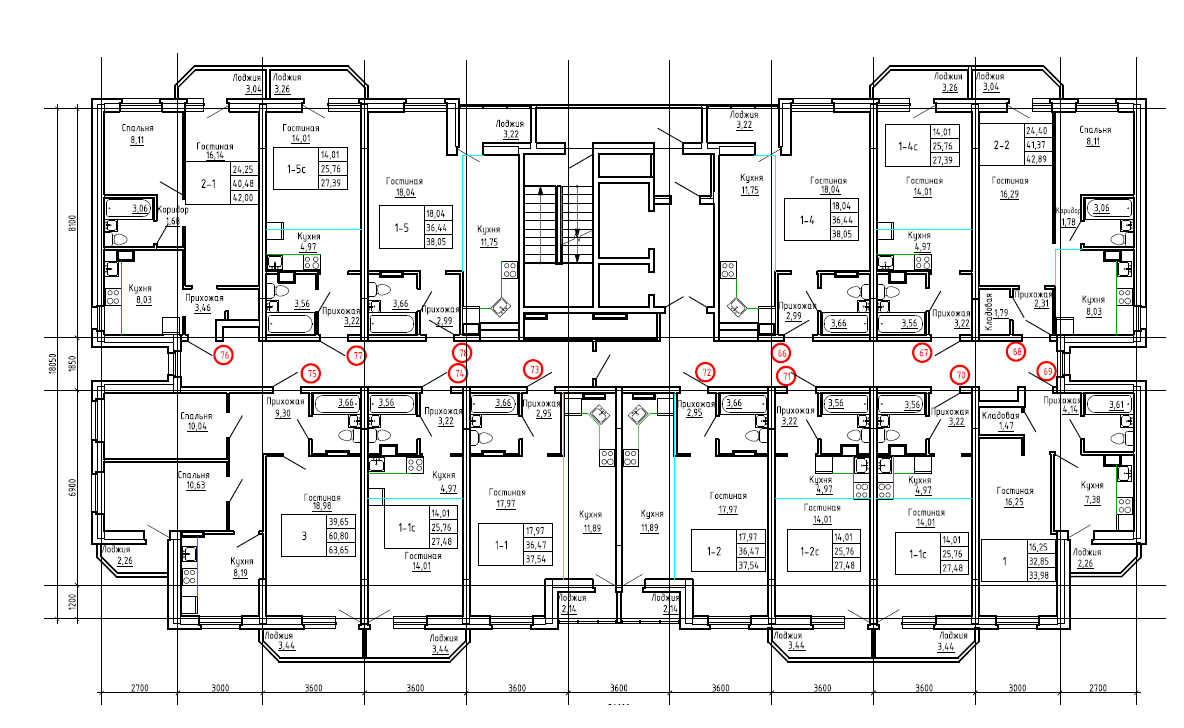 Лоджия
3,04
Лоджия
3,26
Лоджия
3,26
Лоджия
3,04
Спальня
8,11
Гостиная
16,14
2-1
24,25
40,48
42,00
Гостиная
14,01
1-5с
14,01
25,76
27,39
Гостиная
18,04
1-5
18,04
36,44
38,05
Лоджия
3,22
Кухня
11,75
Лоджия
3,22
Кухня
11,75
Гостиная
18,04
1-4
18,04
36,44
38,05
1-4с
14,01
25,76
27,39
Гостиная
14,01
2-2
24,40
41,37
42,89
Гостиная
16,29
Спальня
8,11
3,06
Коридор
1,68
Кухня
8,03
Прихожая
3,46
Кухня
4,97
3,56
Прихожая
3,22
3,66
Прихожая
2,99
Прихожая
2,99
3,66
Кухня
4,97
3,56
Прихожая
3,22
Кладовая
1,79
Прихожая
2,31
Коридор
1,78
3,06
Кухня
8,03
76
77
78
66
67
68
75
74
73
72
71
70
69
Спальня
10,04
Спальня
10,63
Прихожая
9,30
3,66
Гостиная
18,98
3
39,65
60,80
63,65
Кухня
8,19
Лоджия
2,26
3,56
Прихожая
3,22
Кухня
4,97
1-1с
14,01
25,76
27,48
Гостиная
14,01
3,66
Прихожая
2,95
Гостиная
17,97
1-1
17,97
36,47
37,54
Кухня
11,89
Кухня
11,89
Прихожая
2,95
3,66
Гостиная
17,97
1-2
17,97
36,47
37,54
Прихожая
3,22
3,56
Кухня
4,97
Гостиная
14,01
1-2с
14,01
25,76
27,48
3,56
Прихожая
3,22
Кухня
4,97
Гостиная
14,01
1-1с
14,01
25,76
27,48
Кладовая
1,47
Прихожая
4,14
3,61
Гостиная
16,25
Кухня
7,38
1
16,25
32,85
33,98
Лоджия
2,26
Лоджия
2,14
Лоджия
2,14
Лоджия
3,44
Лоджия
3,44
Лоджия
3,44
Лоджия
3,44
8100
18050
1850
6900
1200
2700
3000
3600
3600
3600
3600
3600
3600
3600
3000
2700